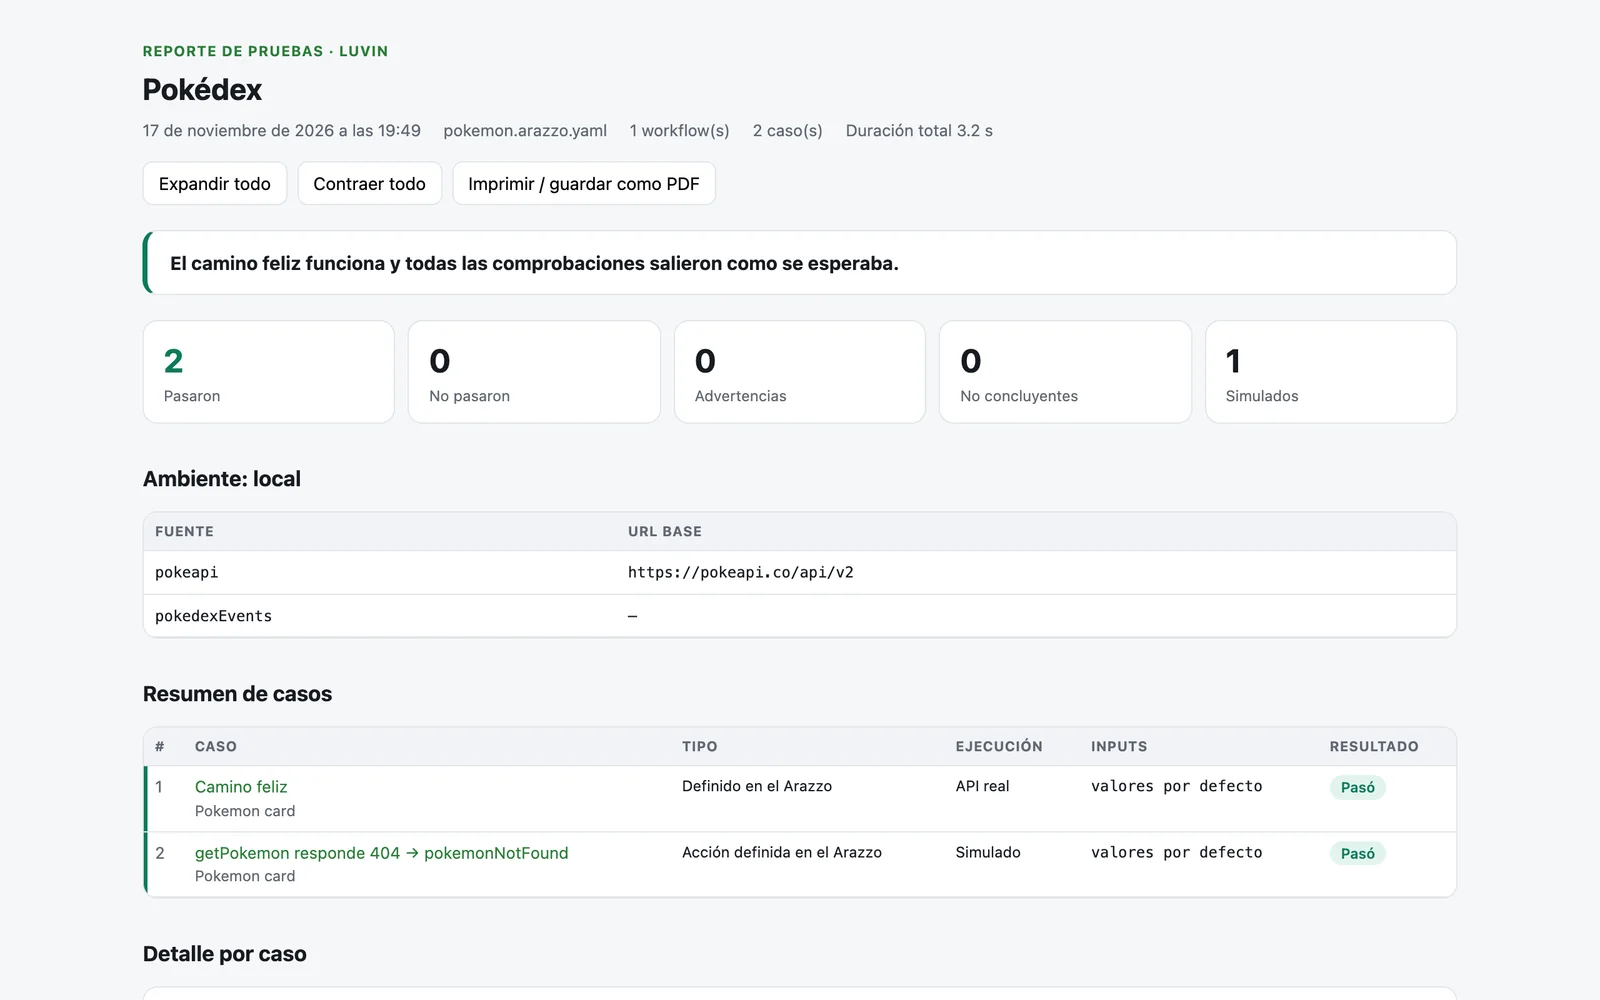 REPORTE DE PRUEBAS · LUVIN
Pokédex
17 de noviembre de 2026 a las 19:49 pokemon.arazzo.yaml 1 workflow(s) 2 caso(s) Duración total 3.2 s
Expandir todo Contraer todo Imprimir / guardar como PDF
El camino feliz funciona y todas las comprobaciones salieron como se esperaba.
2 0 0 0 1
Pasaron No pasaron Advertencias No concluyentes Simulados
Ambiente: local
FUENTE URL BASE
pokeapi https://pokeapi.co/api/v2
pokedexEvents —
Resumen de casos
# CASO TIPO EJECUCIÓN INPUTS RESULTADO
1 Camino feliz Definido en el Arazzo API real valores por defecto Pasó
Pokemon card
2 getPokemon responde 404 → pokemonNotFound Acción definida en el Arazzo Simulado valores por defecto Pasó
Pokemon card
Detalle por caso